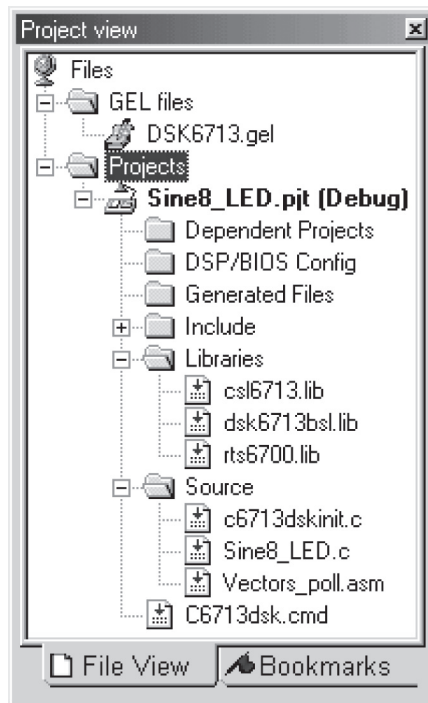 Project view
Files
GEL files
DSK6713.gel
Projects
Sine8_LED.pjt (Debug)
Dependent Projects
DSP/BIOS Config
Generated Files
Include
Libraries
csl6713.lib
dsk6713bsl.lib
rts6700.lib
Source
c6713dskinit.c
Sine8_LED.c
Vectors_poll.asm
C6713dsk.cmd
File View Bookmarks